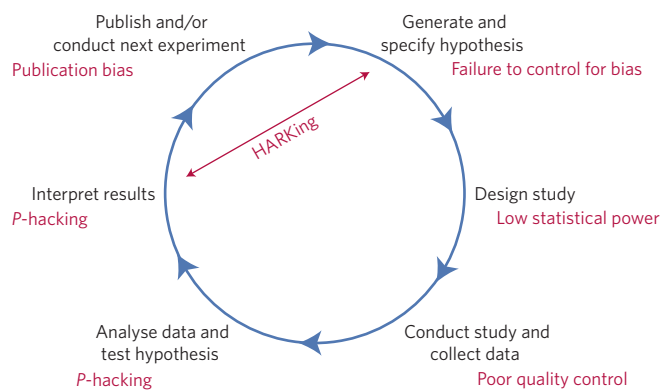 Publish and/or
conduct next experiment
Publication bias
Generate and
specify hypothesis
Failure to control for bias
HARKing
Interpret results
P-hacking
Design study
Low statistical power
Analyse data and
test hypothesis
P-hacking
Conduct study and
collect data
Poor quality control